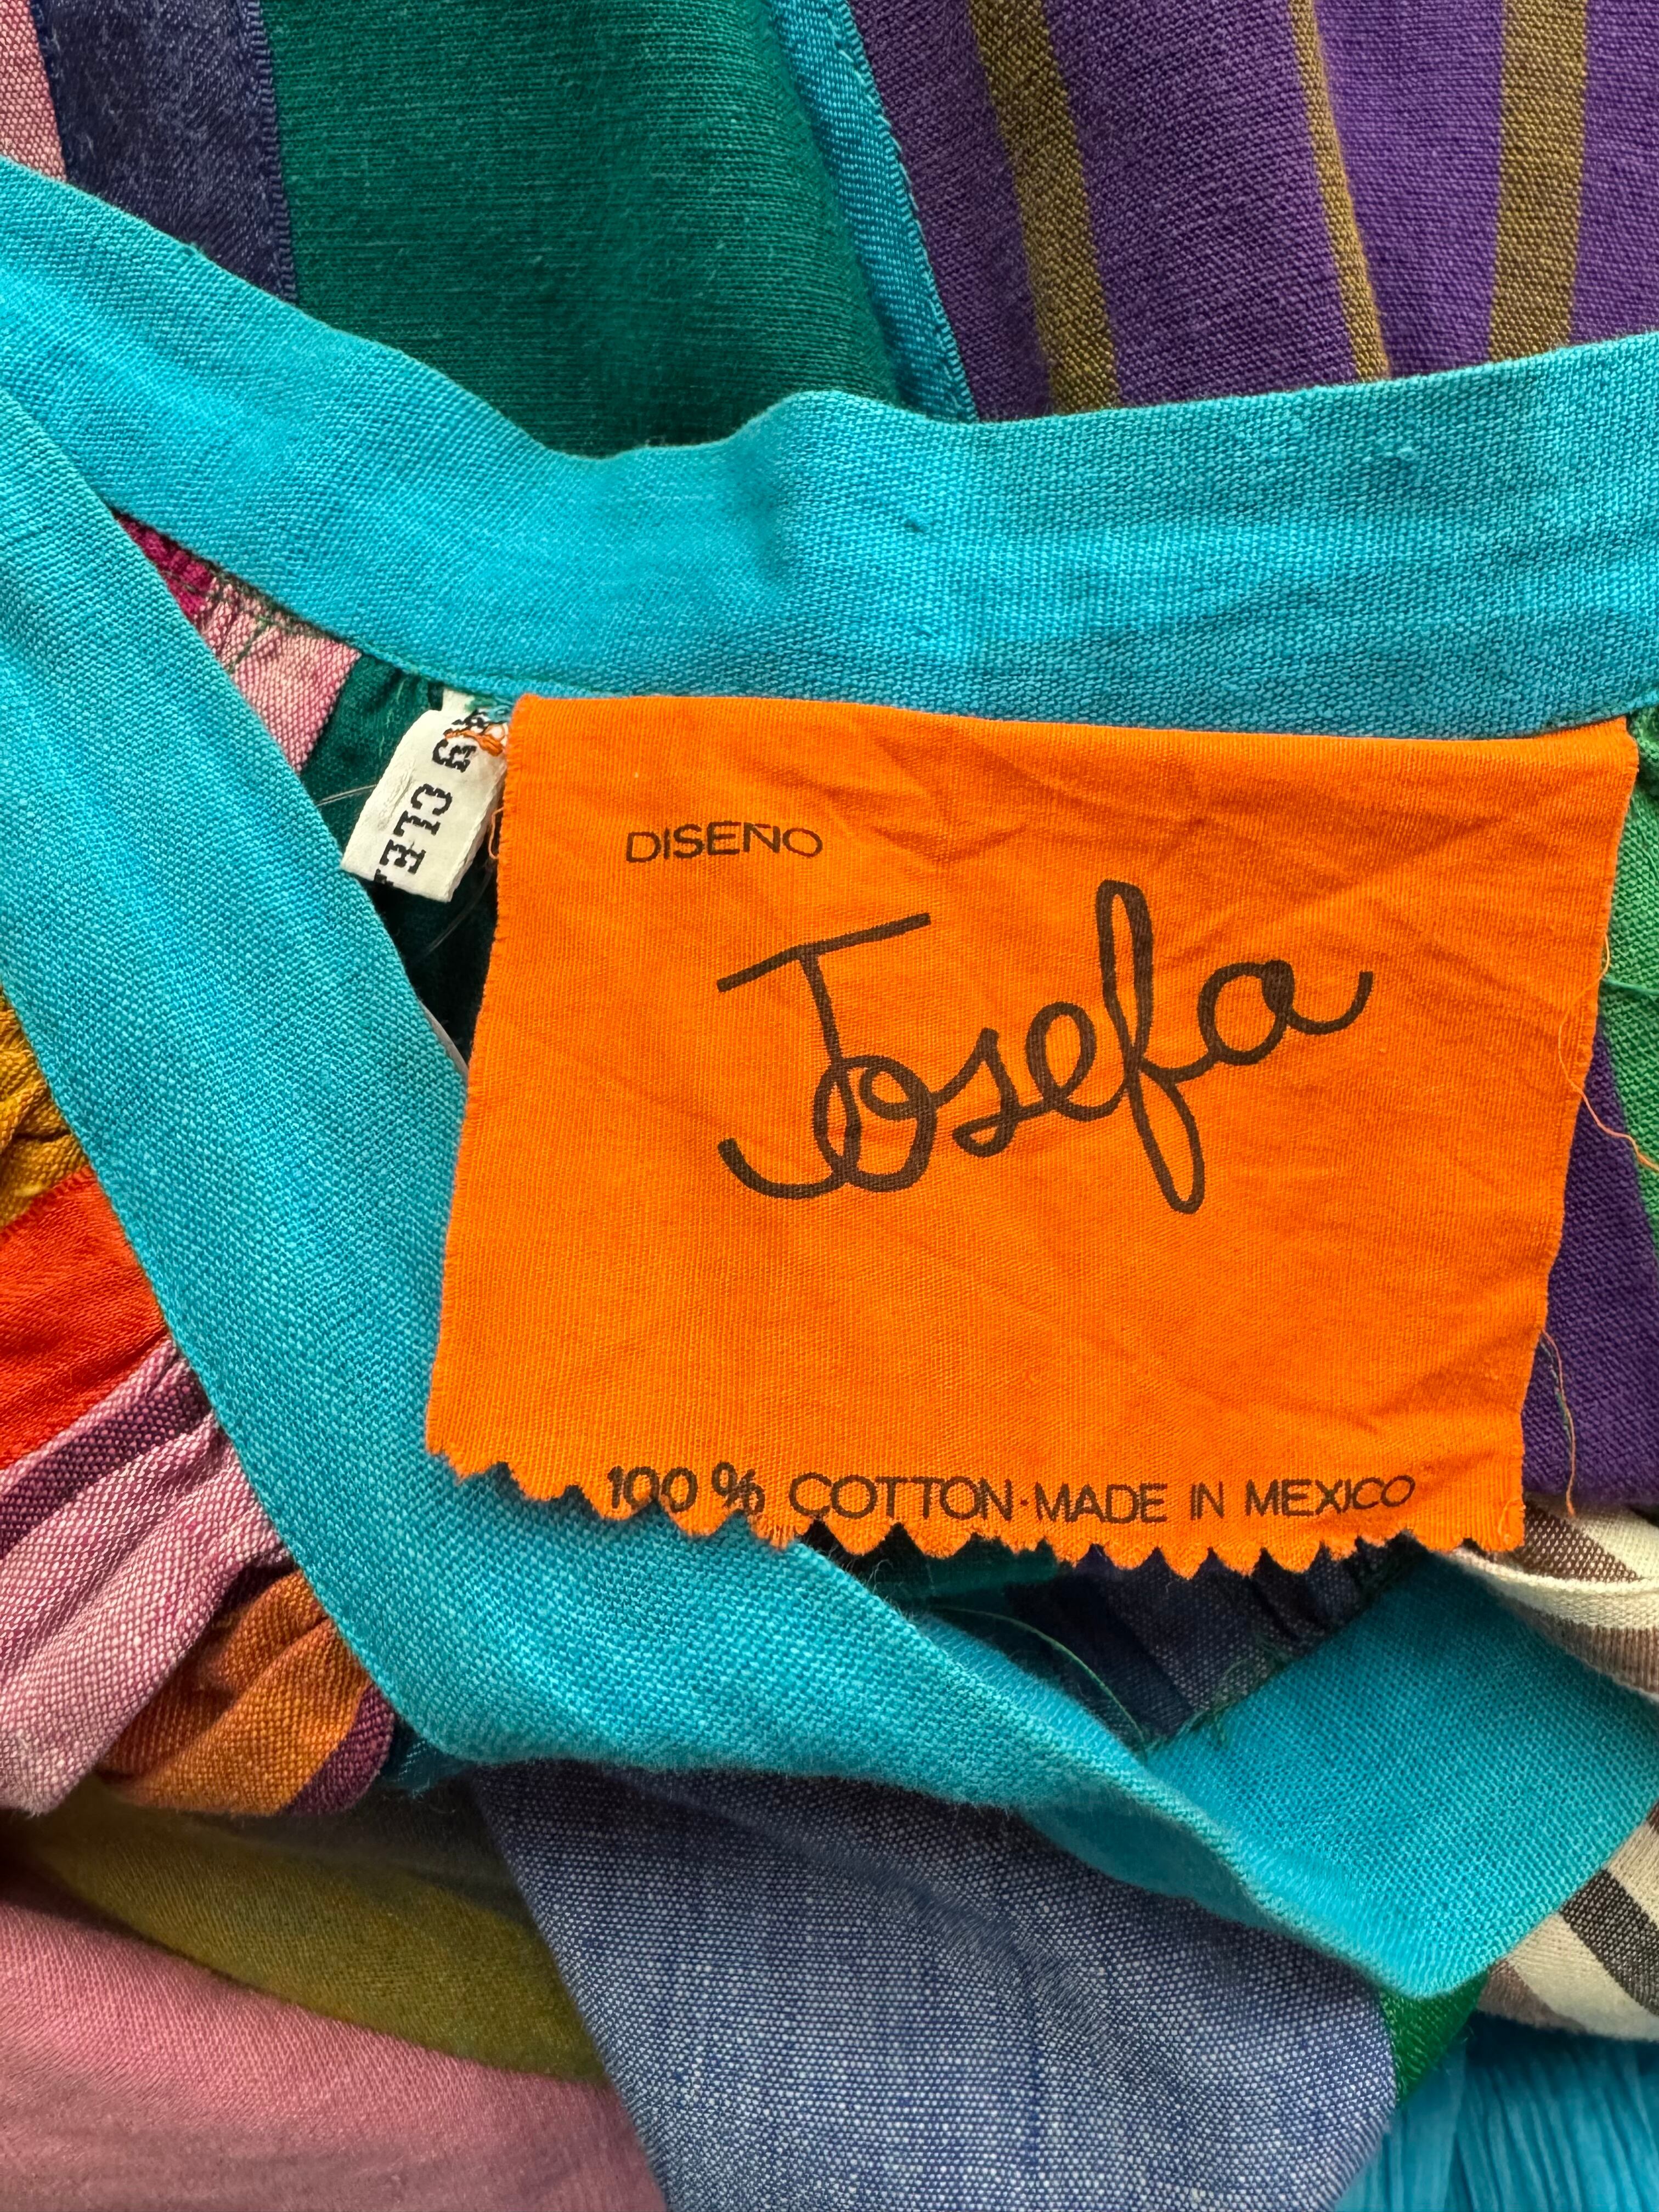 DISEÑO
Josefa
100% COTTON·MADE IN MEXICO